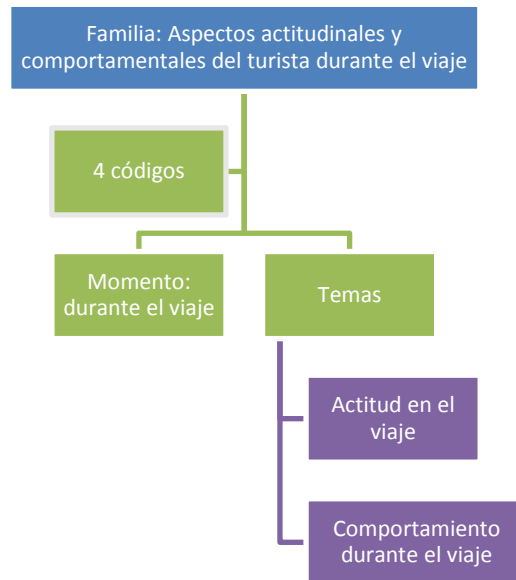 Familia: Aspectos actitudinales y
comportamentales del turista durante el viaje
4 códigos
Momento:
durante el viaje
Temas
Actitud en el
viaje
Comportamiento
durante el viaje